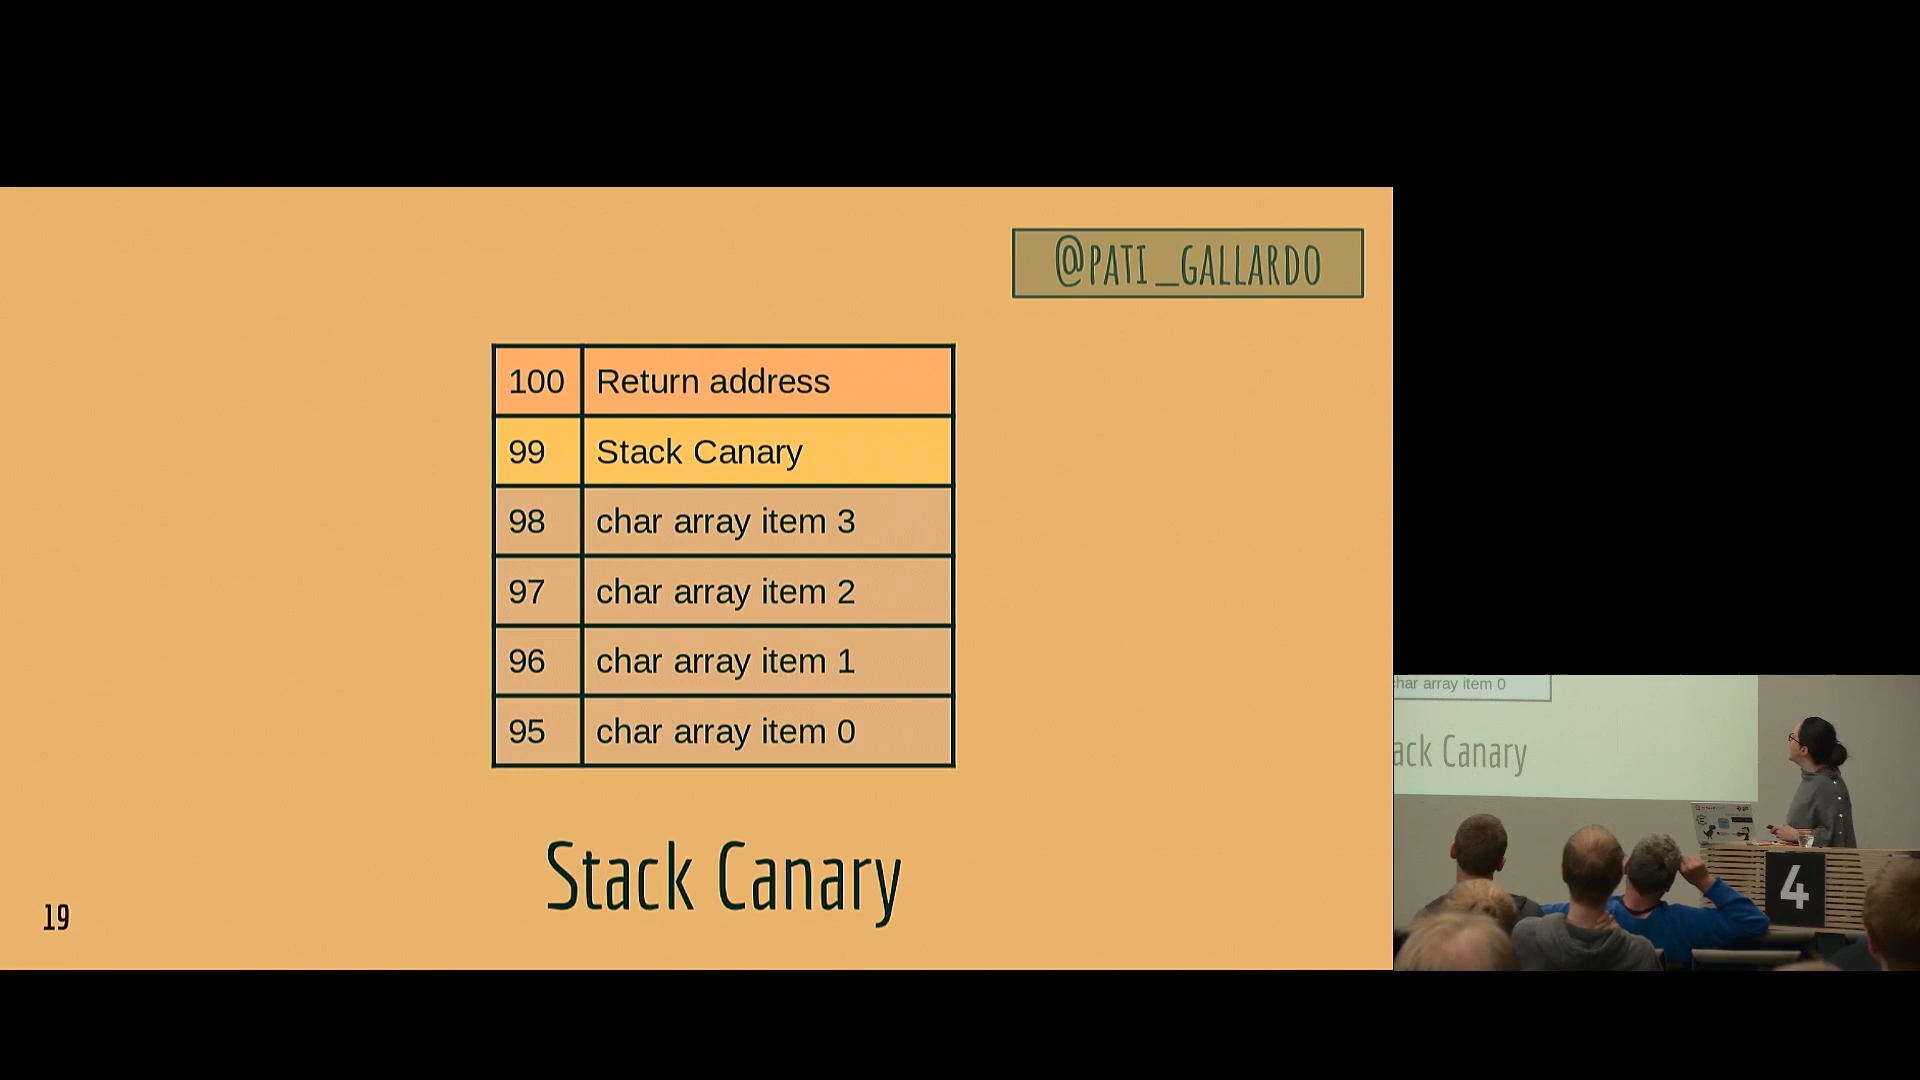 @PATI_GALLARDO
100 Return address
99 Stack Canary
98 char array item 3
97 char array item 2
96 char array item 1
95 char array item 0
Stack Canary
19
char array item 0
ack Canary
4